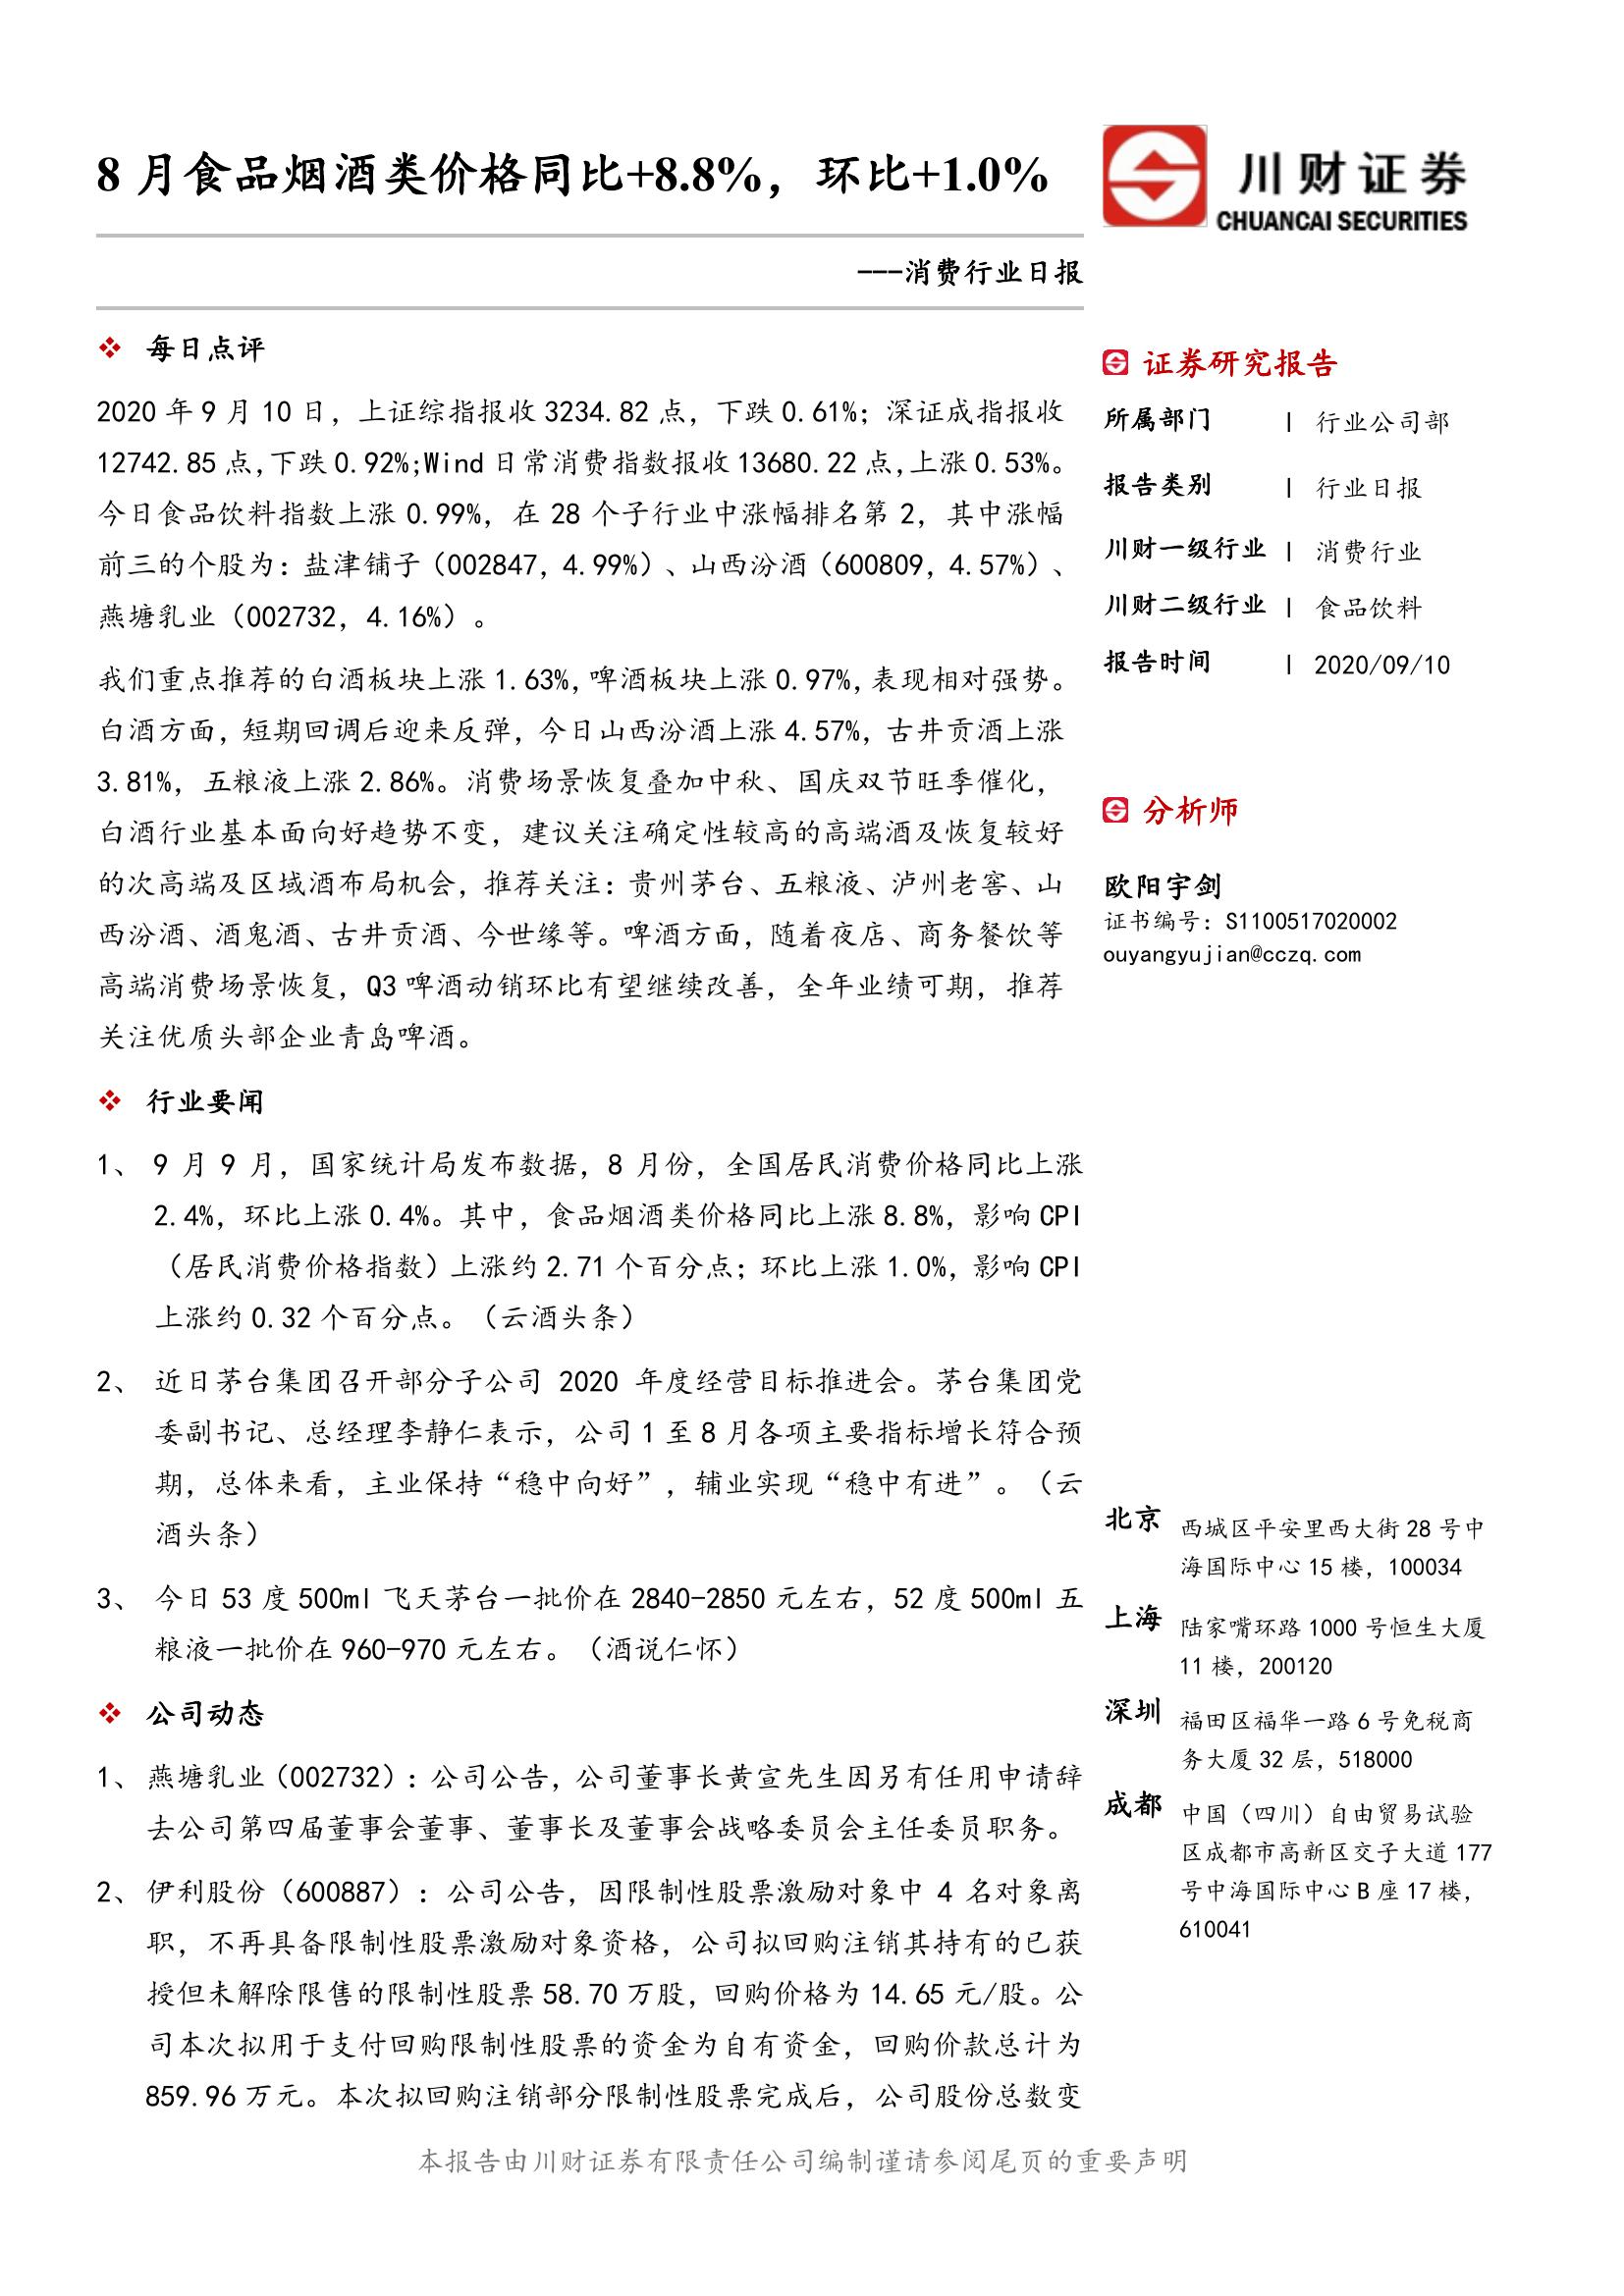 8 月食品烟酒类价格同比+8.8%，环比+1.0%
川财证券
CHUANCAI SECURITIES
---消费行业日报
每日点评
2020 年 9 月 10 日，上证综指报收 3234.82 点，下跌 0.61%；深证成指报收
12742.85 点,下跌 0.92%;Wind 日常消费指数报收 13680.22 点,上涨 0.53%。
今日食品饮料指数上涨 0.99%，在 28 个子行业中涨幅排名第 2，其中涨幅
前三的个股为：盐津铺子（002847，4.99%）、山西汾酒（600809，4.57%）、
燕塘乳业（002732，4.16%）。
我们重点推荐的白酒板块上涨 1.63%，啤酒板块上涨 0.97%，表现相对强势。
白酒方面，短期回调后迎来反弹，今日山西汾酒上涨 4.57%，古井贡酒上涨
3.81%，五粮液上涨 2.86%。消费场景恢复叠加中秋、国庆双节旺季催化，
白酒行业基本面向好趋势不变，建议关注确定性较高的高端酒及恢复较好
的次高端及区域酒布局机会，推荐关注：贵州茅台、五粮液、泸州老窖、山
西汾酒、酒鬼酒、古井贡酒、今世缘等。啤酒方面，随着夜店、商务餐饮等
高端消费场景恢复，Q3 啤酒动销环比有望继续改善，全年业绩可期，推荐
关注优质头部企业青岛啤酒。
行业要闻
1、 9 月 9 月，国家统计局发布数据，8 月份，全国居民消费价格同比上涨
2.4%，环比上涨 0.4%。其中，食品烟酒类价格同比上涨 8.8%，影响 CPI
（居民消费价格指数）上涨约 2.71 个百分点；环比上涨 1.0%，影响 CPI
上涨约 0.32 个百分点。（云酒头条）
2、 近日茅台集团召开部分子公司 2020 年度经营目标推进会。茅台集团党
委副书记、总经理李静仁表示，公司 1 至 8 月各项主要指标增长符合预
期，总体来看，主业保持“稳中向好”，辅业实现“稳中有进”。（云
酒头条）
3、 今日 53 度 500ml 飞天茅台一批价在 2840-2850 元左右，52 度 500ml 五
粮液一批价在 960-970 元左右。（酒说仁怀）
公司动态
1、 燕塘乳业（002732）：公司公告，公司董事长黄宣先生因另有任用申请辞
去公司第四届董事会董事、董事长及董事会战略委员会主任委员职务。
2、 伊利股份（600887）：公司公告，因限制性股票激励对象中 4 名对象离
职，不再具备限制性股票激励对象资格，公司拟回购注销其持有的已获
授但未解除限售的限制性股票 58.70 万股，回购价格为 14.65 元/股。公
司本次拟用于支付回购限制性股票的资金为自有资金，回购价款总计为
859.96 万元。本次拟回购注销部分限制性股票完成后，公司股份总数变
证券研究报告
所属部门 | 行业公司部
报告类别 | 行业日报
川财一级行业 | 消费行业
川财二级行业 | 食品饮料
报告时间 | 2020/09/10
分析师
欧阳宇剑
证书编号：S1100517020002
ouyangyujian@cczq.com
北京 西城区平安里西大街 28 号中
海国际中心 15 楼，100034
上海 陆家嘴环路 1000 号恒生大厦
11 楼，200120
深圳 福田区福华一路 6 号免税商
务大厦 32 层，518000
成都 中国（四川）自由贸易试验
区成都市高新区交子大道 177
号中海国际中心 B 座 17 楼，
610041
本报告由川财证券有限责任公司编制谨请参阅尾页的重要声明